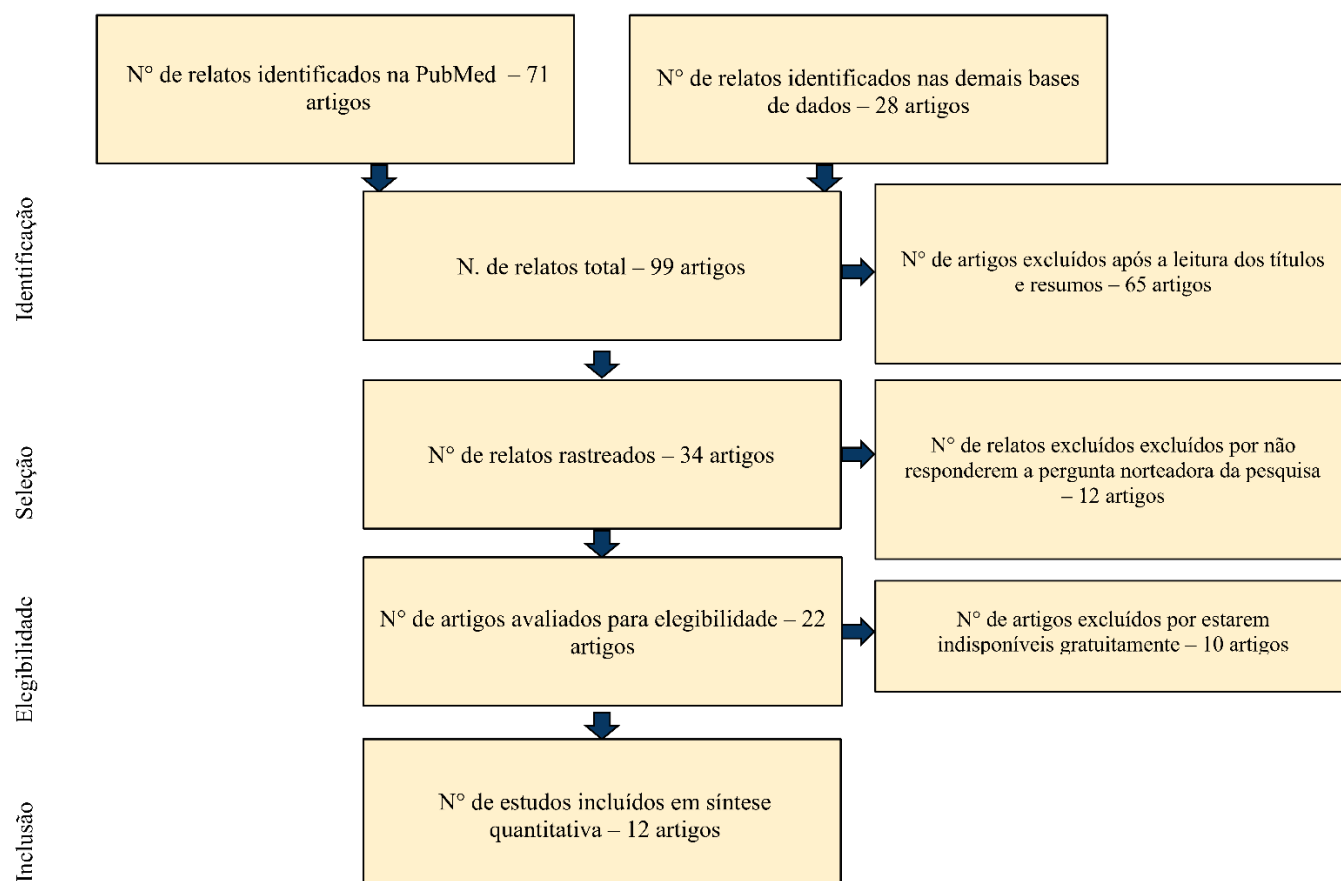 N° de relatos identificados na PubMed – 71
artigos
N° de relatos identificados nas demais bases
de dados – 28 artigos
Identificação
N. de relatos total – 99 artigos
N° de artigos excluídos após a leitura dos títulos
e resumos – 65 artigos
Seleção
N° de relatos rastreados – 34 artigos
N° de relatos excluídos excluídos por não
responderem a pergunta norteadora da pesquisa
– 12 artigos
Elegibilidade
N° de artigos avaliados para elegibilidade – 22
artigos
N° de artigos excluídos por estarem
indisponíveis gratuitamente – 10 artigos
Inclusão
N° de estudos incluídos em síntese
quantitativa – 12 artigos